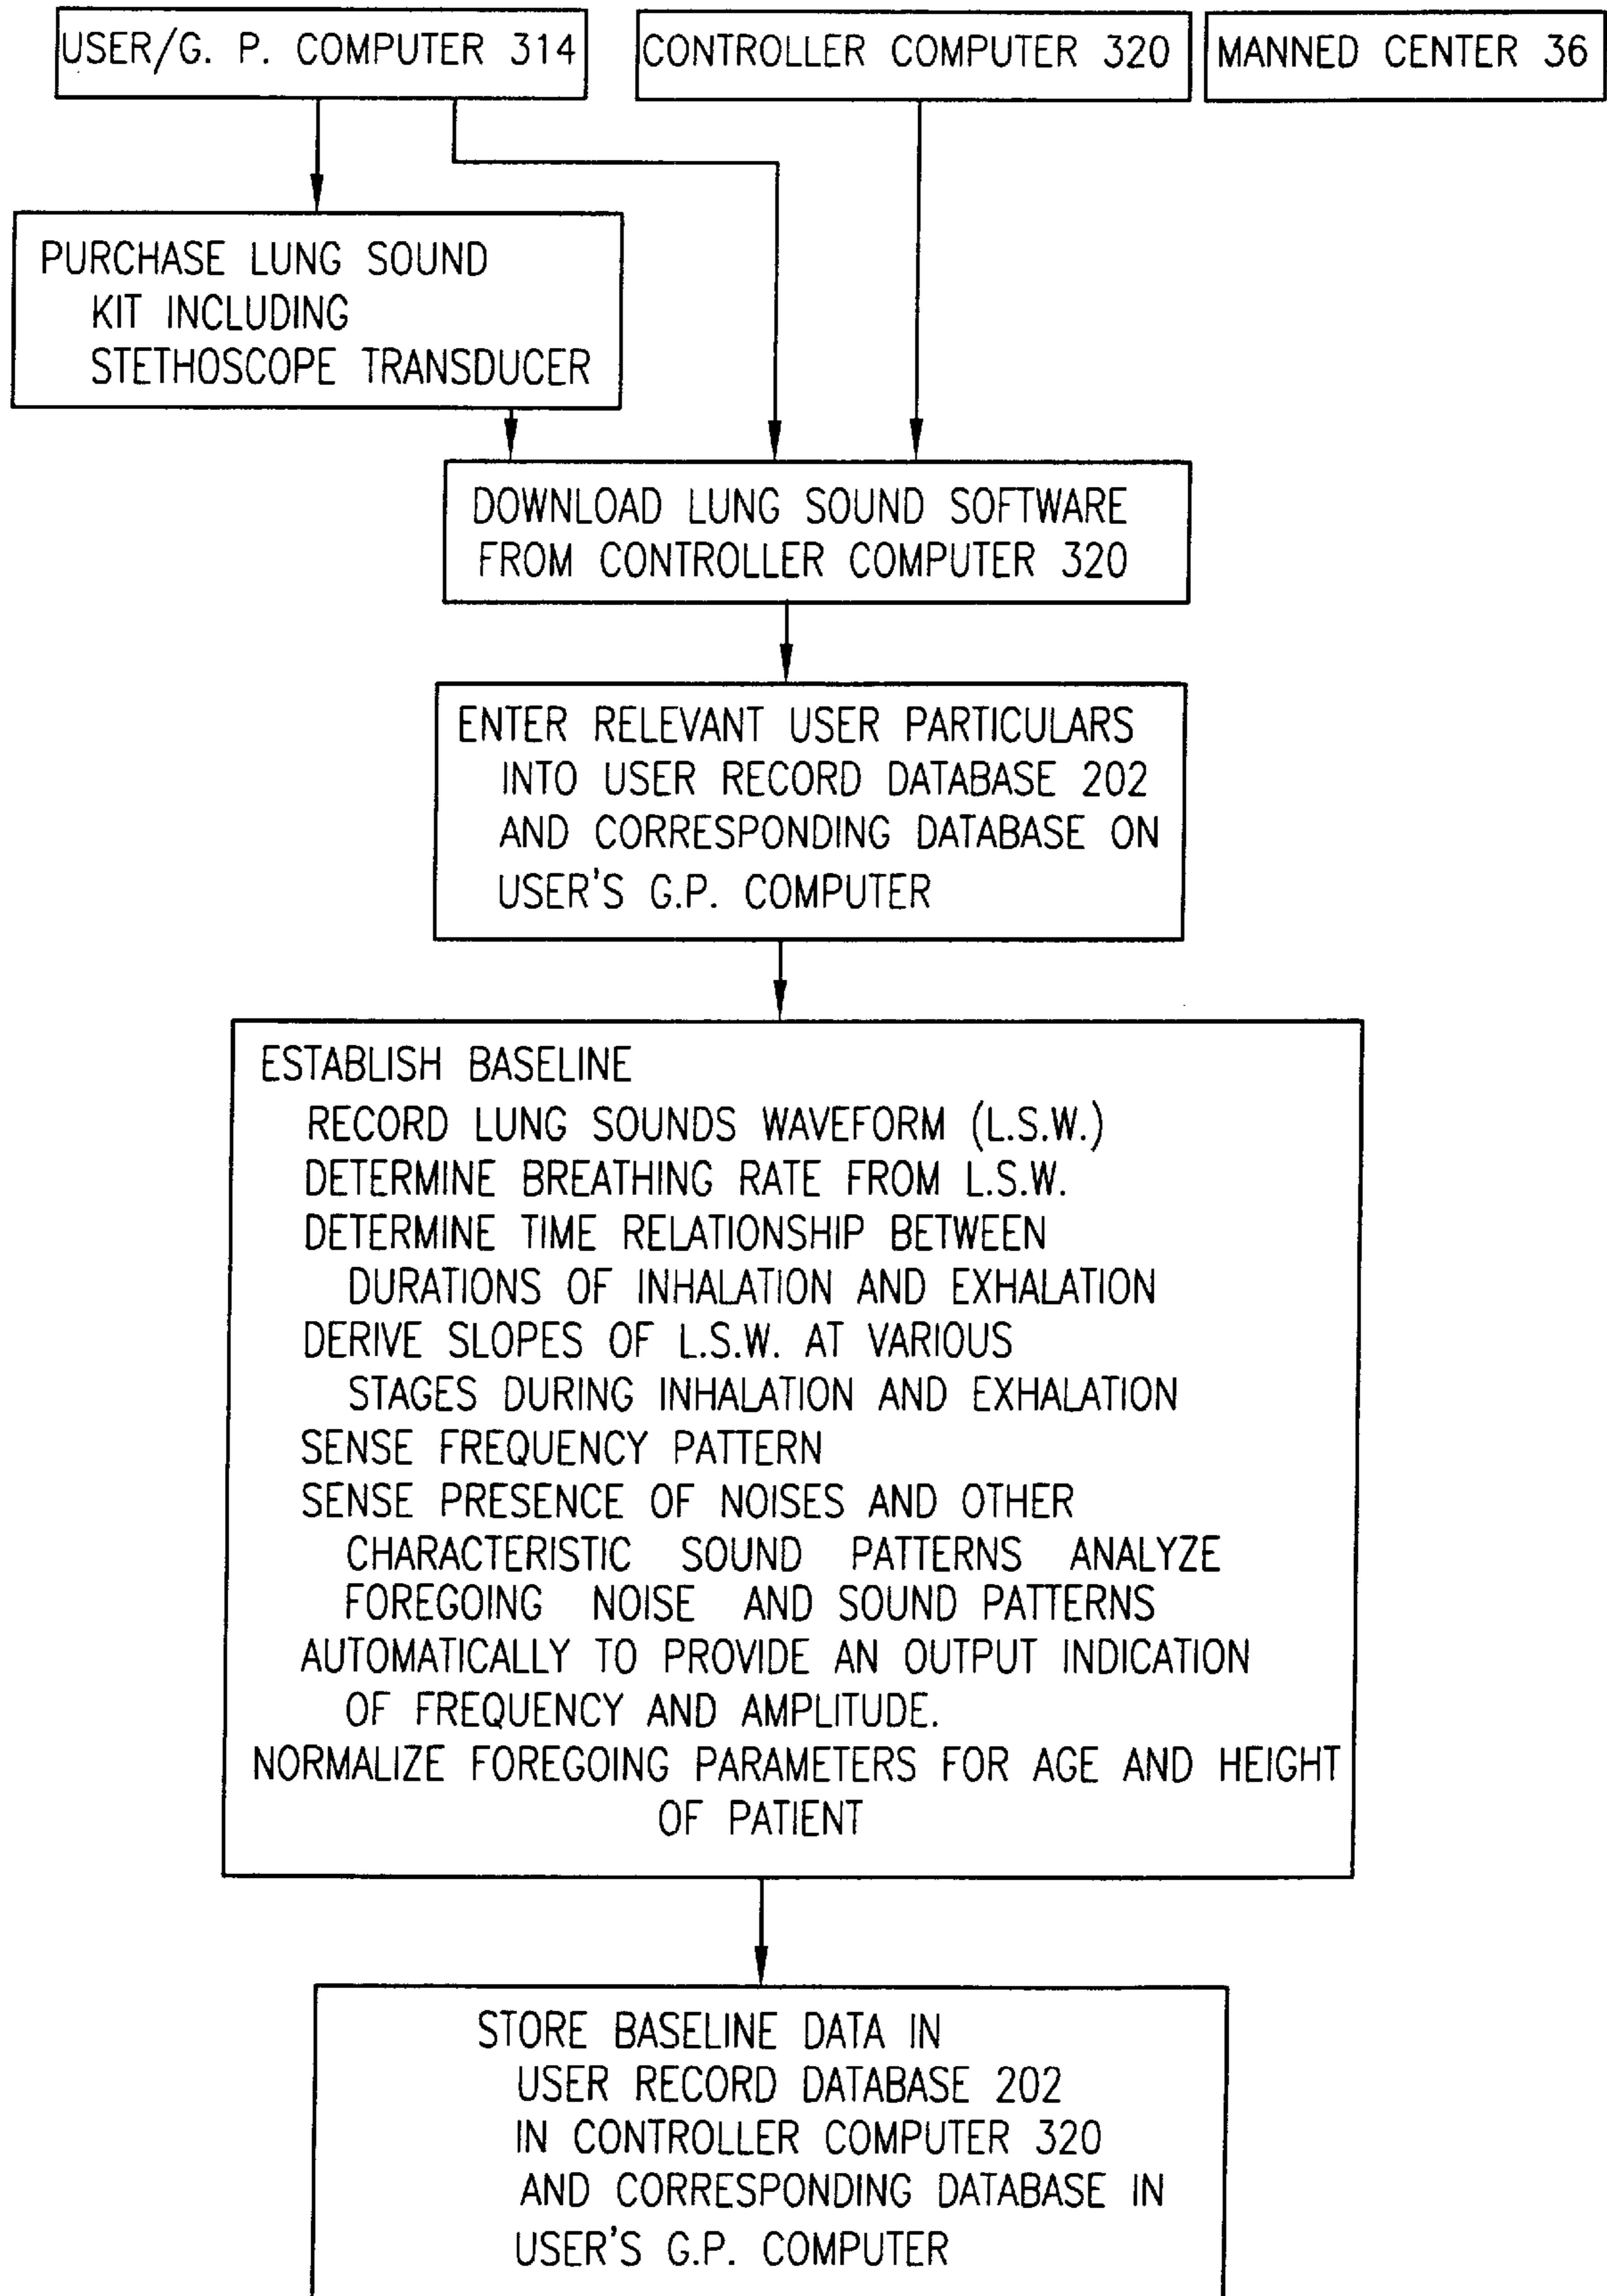 USER/G. P. COMPUTER 314
CONTROLLER COMPUTER 320
MANNED CENTER 36
PURCHASE LUNG SOUND
KIT INCLUDING
STETHOSCOPE TRANSDUCER
DOWNLOAD LUNG SOUND SOFTWARE
FROM CONTROLLER COMPUTER 320
ENTER RELEVANT USER PARTICULARS
INTO USER RECORD DATABASE 202
AND CORRESPONDING DATABASE ON
USER'S G.P. COMPUTER
ESTABLISH BASELINE
RECORD LUNG SOUNDS WAVEFORM (L.S.W.)
DETERMINE BREATHING RATE FROM L.S.W.
DETERMINE TIME RELATIONSHIP BETWEEN
DURATIONS OF INHALATION AND EXHALATION
DERIVE SLOPES OF L.S.W. AT VARIOUS
STAGES DURING INHALATION AND EXHALATION
SENSE FREQUENCY PATTERN
SENSE PRESENCE OF NOISES AND OTHER
CHARACTERISTIC SOUND PATTERNS ANALYZE
FOREGOING NOISE AND SOUND PATTERNS
AUTOMATICALLY TO PROVIDE AN OUTPUT INDICATION
OF FREQUENCY AND AMPLITUDE.
NORMALIZE FOREGOING PARAMETERS FOR AGE AND HEIGHT
OF PATIENT
STORE BASELINE DATA IN
USER RECORD DATABASE 202
IN CONTROLLER COMPUTER 320
AND CORRESPONDING DATABASE IN
USER'S G.P. COMPUTER